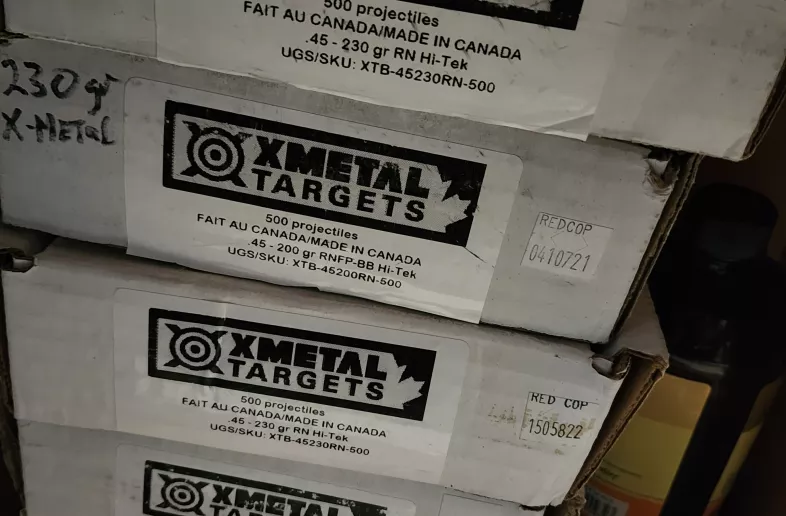 500 projectiles
FAIT AU CANADA/MADE IN CANADA
.45 - 230 gr RN Hi-Tek
UGS/SKU: XTB-45230RN-500
230 gr
X-METAL
XMETAL
TARGETS
500 projectiles
FAIT AU CANADA/MADE IN CANADA
.45 - 200 gr RNFP-BB Hi-Tek
UGS/SKU: XTB-45200RN-500
REDCOP
0410721
XMETAL
TARGETS
500 projectiles
FAIT AU CANADA/MADE IN CANADA
.45 - 230 gr RN Hi-Tek
UGS/SKU: XTB-45230RN-500
RED COP
1505822
XMETAL